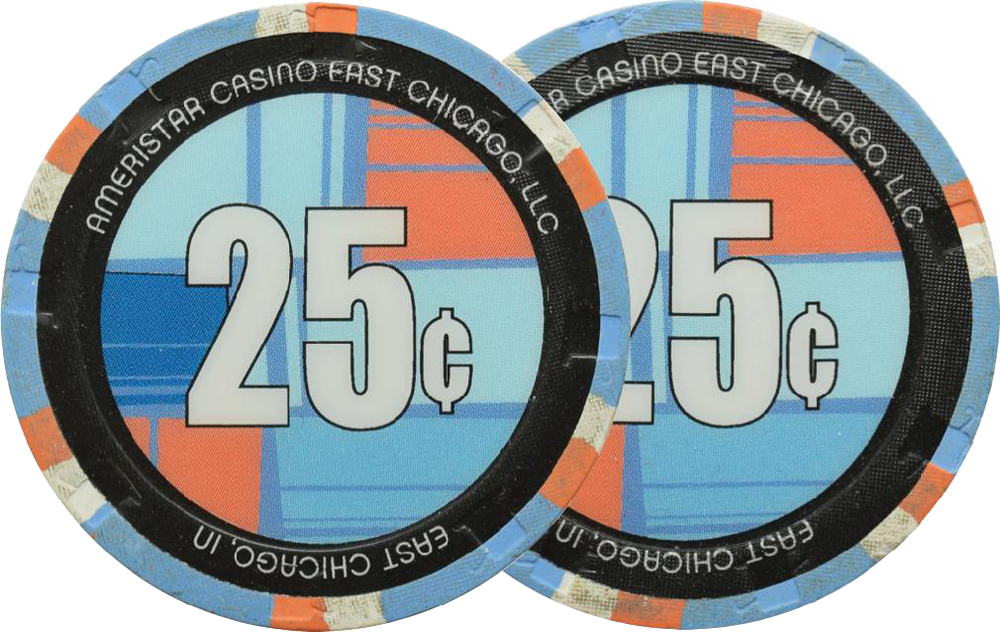 AMERISTAR CASINO EAST CHICAGO, LLC
25¢
EAST CHICAGO, IN
R CASINO EAST CHICAGO, LLC
25¢
EAST CHICAGO, IN